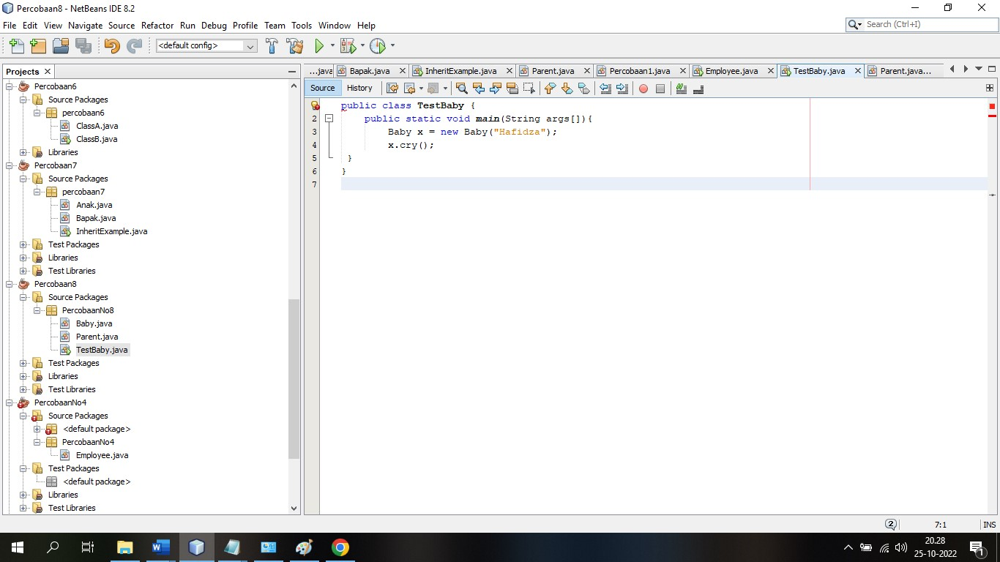 Percobaan8 - NetBeans IDE 8.2
File Edit View Navigate Source Refactor Run Debug Profile Team Tools Window Help
Search (Ctrl+I)
<default config>
Projects
...java Bapak.java InheritExample.java Parent.java Percobaan1.java Employee.java TestBaby.java Parent.java...
Source History
Percobaan6
Source Packages
percobaan6
ClassA.java
ClassB.java
Libraries
Percobaan7
Source Packages
percobaan7
Anak.java
Bapak.java
InheritExample.java
Test Packages
Libraries
Test Libraries
Percobaan8
Source Packages
PercobaanNo8
Baby.java
Parent.java
TestBaby.java
Test Packages
Libraries
Test Libraries
PercobaanNo4
Source Packages
<default package>
PercobaanNo4
Employee.java
Test Packages
<default package>
Libraries
Test Libraries
public class TestBaby {
2 public static void main(String args[]){
3 Baby x = new Baby("Hafidza");
4 x.cry();
5 }
6 }
7
2 7:1 INS
20.28
25-10-2022
1